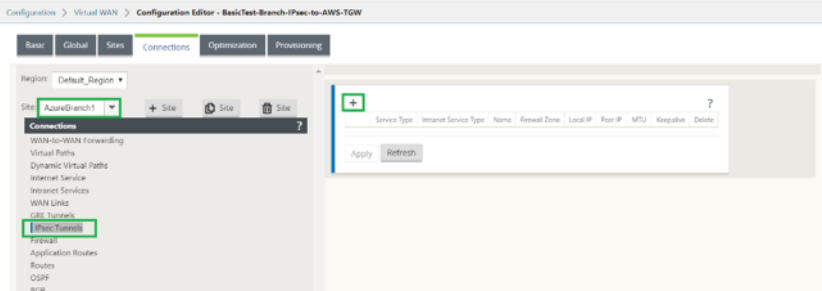 Configuration > Virtual WAN > Configuration Editor - BasicTest-Branch-IPsec-to-AWS-TGW
Basic Global Sites Connections Optimization Provisioning
Region: Default_Region
Site: AzureBranch1 + Site Site Site
Connections ?
WAN-to-WAN Forwarding
Virtual Paths
Dynamic Virtual Paths
Internet Service
Intranet Services
WAN Links
GRE Tunnels
IPsec Tunnels
Firewall
Application Routes
Routes
OSPF
BGP
+ ?
Service Type Intranet Service Type Name Firewall Zone Local IP Peer IP MTU Keepalive Delete
Apply Refresh